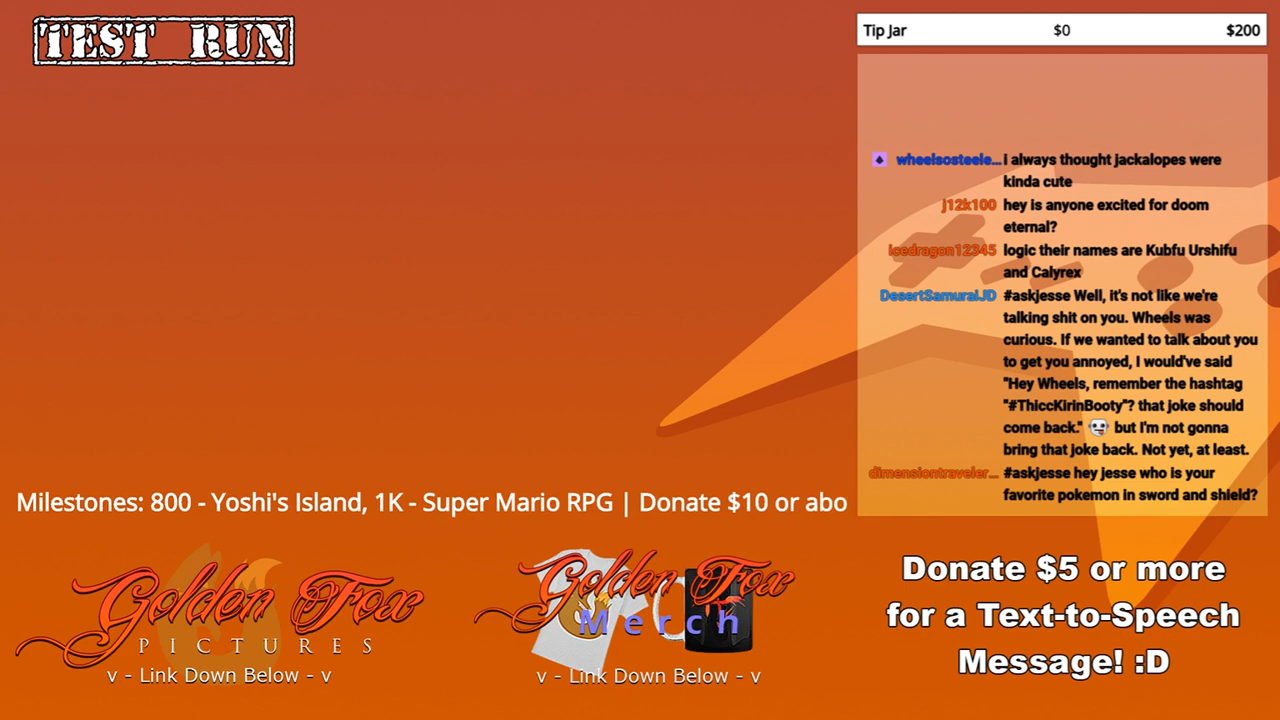 TEST RUN
Tip Jar $0 $200
wheelsosteele... i always thought jackalopes were
kinda cute
j12k100 hey is anyone excited for doom
eternal?
icedragon12345 logic their names are Kubfu Urshifu
and Calyrex
DesertSamuraiJD #askjesse Well, it's not like we're
talking shit on you. Wheels was
curious. If we wanted to talk about you
to get you annoyed, I would've said
"Hey Wheels, remember the hashtag
"#ThiccKirinBooty"? that joke should
come back." but I'm not gonna
bring that joke back. Not yet, at least.
dimensiontraveler... #askjesse hey jesse who is your
favorite pokemon in sword and shield?
Milestones: 800 - Yoshi's Island, 1K - Super Mario RPG | Donate $10 or abo
Golden Fox
PICTURES
v - Link Down Below - v
Golden Fox
Merch
v - Link Down Below - v
Donate $5 or more
for a Text-to-Speech
Message! :D